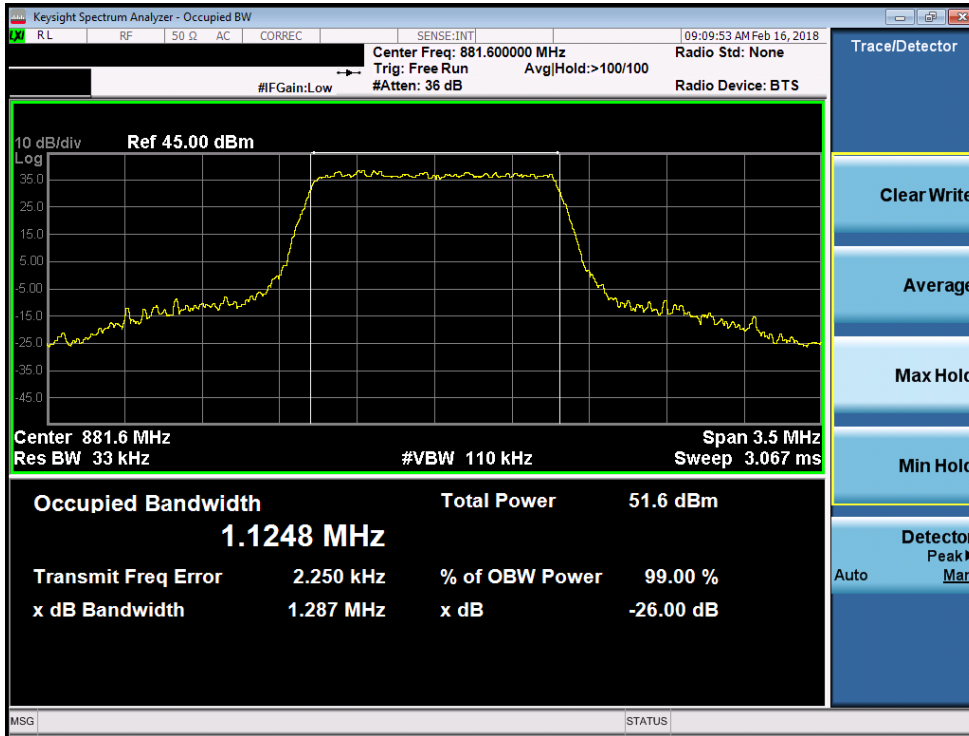 Keysight Spectrum Analyzer - Occupied BW
LXI RL RF 50 Ω AC CORREC SENSE:INT 09:09:53 AM Feb 16, 2018
Center Freq: 881.600000 MHz Radio Std: None
Trig: Free Run Avg|Hold:>100/100
#IFGain:Low #Atten: 36 dB Radio Device: BTS
Trace/Detector
10 dB/div Ref 45.00 dBm
Log
35.0
25.0
15.0
5.00
-5.00
-15.0
-25.0
-35.0
-45.0
Center 881.6 MHz Span 3.5 MHz
Res BW 33 kHz #VBW 110 kHz Sweep 3.067 ms
Occupied Bandwidth Total Power 51.6 dBm
1.1248 MHz
Transmit Freq Error 2.250 kHz % of OBW Power 99.00 %
x dB Bandwidth 1.287 MHz x dB -26.00 dB
Clear Write
Average
Max Hold
Min Hold
Detector
Peak
Auto Man
MSG STATUS